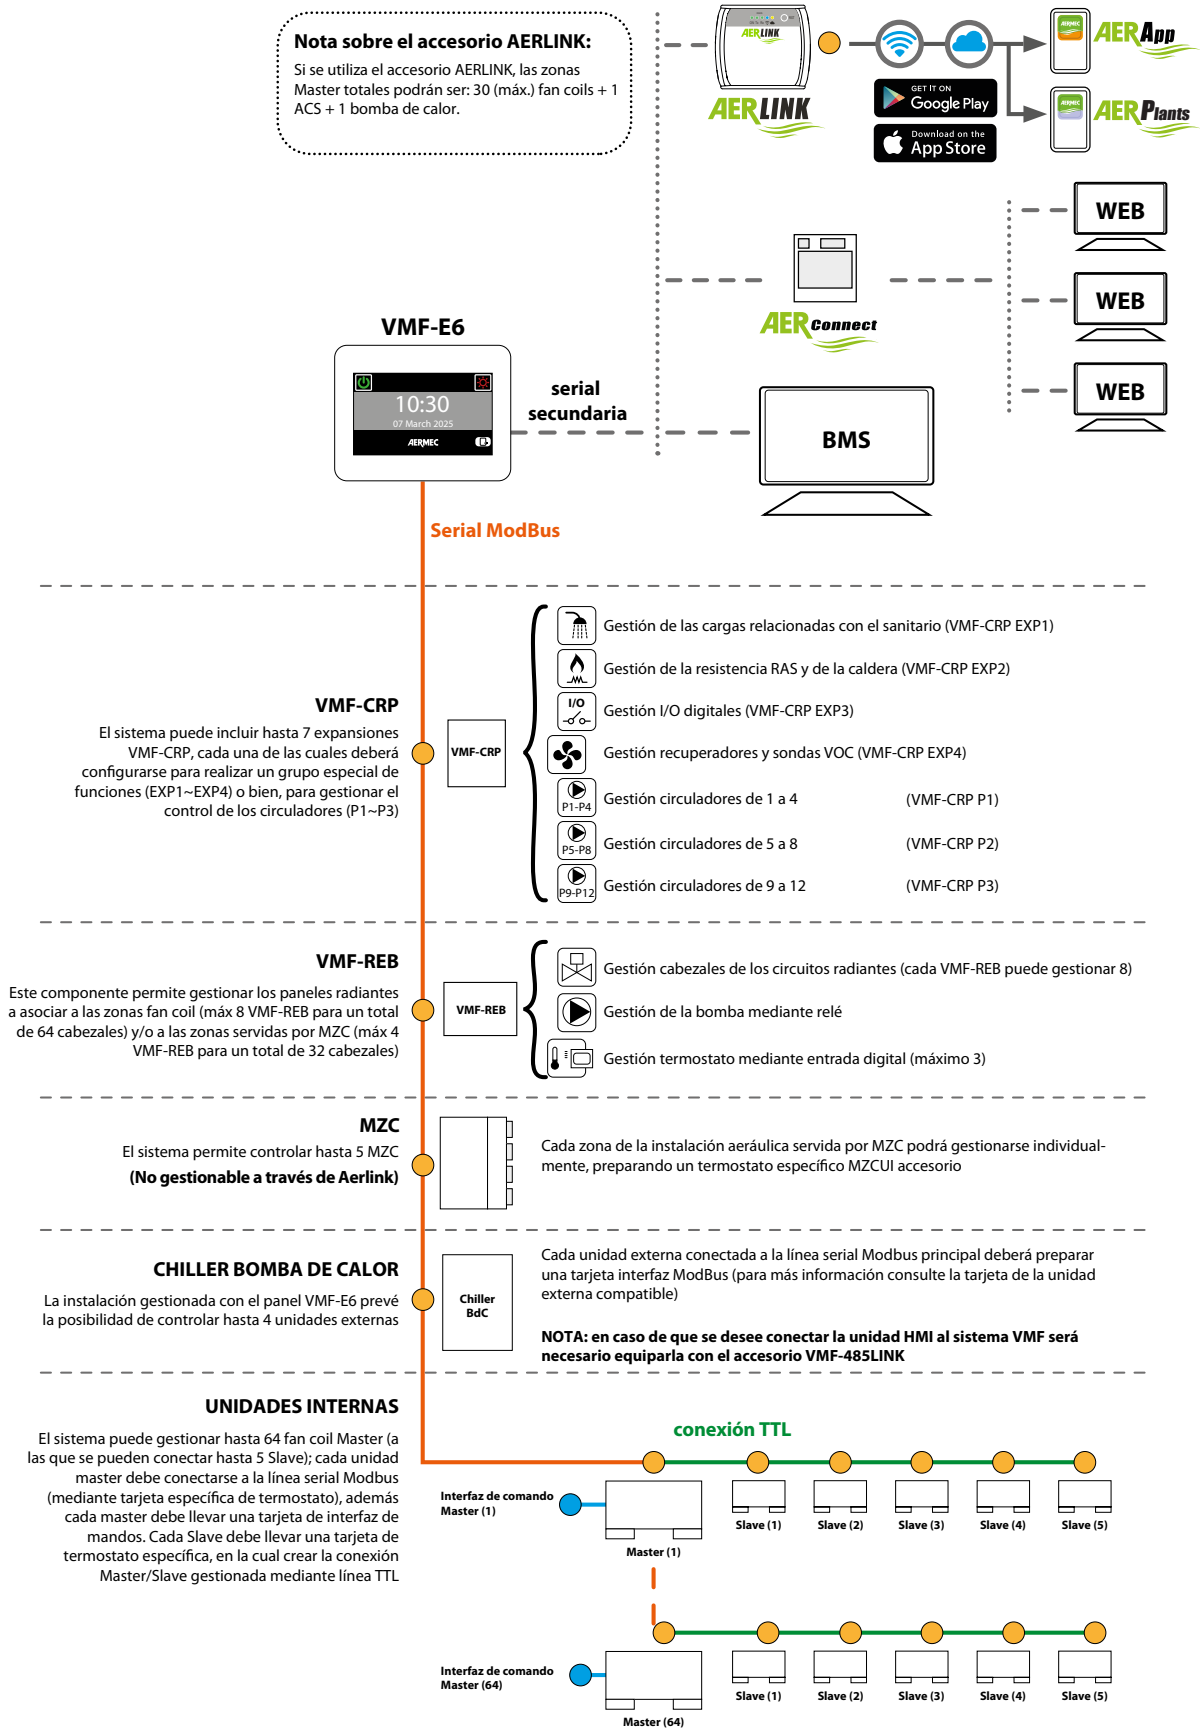 Nota sobre el accesorio AERLINK:
Si se utiliza el accesorio AERLINK, las zonas
Master totales podrán ser: 30 (máx.) fan coils + 1
ACS + 1 bomba de calor.
AERLINK
AERLINK
GET IT ON
Google Play
Download on the
App Store
AERMEC
AERApp
AERMEC
AERPlants
WEB
WEB
WEB
AERConnect
BMS
VMF-E6
10:30
07 March 2025
AERMEC
serial
secundaria
Serial ModBus
VMF-CRP
El sistema puede incluir hasta 7 expansiones
VMF-CRP, cada una de las cuales deberá
configurarse para realizar un grupo especial de
funciones (EXP1~EXP4) o bien, para gestionar el
control de los circuladores (P1~P3)
VMF-CRP
Gestión de las cargas relacionadas con el sanitario (VMF-CRP EXP1)
Gestión de la resistencia RAS y de la caldera (VMF-CRP EXP2)
I/O
Gestión I/O digitales (VMF-CRP EXP3)
Gestión recuperadores y sondas VOC (VMF-CRP EXP4)
P1-P4
Gestión circuladores de 1 a 4 (VMF-CRP P1)
P5-P8
Gestión circuladores de 5 a 8 (VMF-CRP P2)
P9-P12
Gestión circuladores de 9 a 12 (VMF-CRP P3)
VMF-REB
Este componente permite gestionar los paneles radiantes
a asociar a las zonas fan coil (máx 8 VMF-REB para un total
de 64 cabezales) y/o a las zonas servidas por MZC (máx 4
VMF-REB para un total de 32 cabezales)
VMF-REB
Gestión cabezales de los circuitos radiantes (cada VMF-REB puede gestionar 8)
Gestión de la bomba mediante relé
Gestión termostato mediante entrada digital (máximo 3)
MZC
El sistema permite controlar hasta 5 MZC
(No gestionable a través de Aerlink)
Cada zona de la instalación aeráulica servida por MZC podrá gestionarse individual-
mente, preparando un termostato específico MZCUI accesorio
CHILLER BOMBA DE CALOR
La instalación gestionada con el panel VMF-E6 prevé
la posibilidad de controlar hasta 4 unidades externas
Chiller
BdC
Cada unidad externa conectada a la línea serial Modbus principal deberá preparar
una tarjeta interfaz ModBus (para más información consulte la tarjeta de la unidad
externa compatible)
NOTA: en caso de que se desee conectar la unidad HMI al sistema VMF será
necesario equiparla con el accesorio VMF-485LINK
UNIDADES INTERNAS
El sistema puede gestionar hasta 64 fan coil Master (a
las que se pueden conectar hasta 5 Slave); cada unidad
master debe conectarse a la línea serial Modbus
(mediante tarjeta específica de termostato), además
cada master debe llevar una tarjeta de interfaz de
mandos. Cada Slave debe llevar una tarjeta de
termostato específica, en la cual crear la conexión
Master/Slave gestionada mediante línea TTL
conexión TTL
Interfaz de comando
Master (1)
Master (1)
Slave (1)
Slave (2)
Slave (3)
Slave (4)
Slave (5)
Interfaz de comando
Master (64)
Master (64)
Slave (1)
Slave (2)
Slave (3)
Slave (4)
Slave (5)